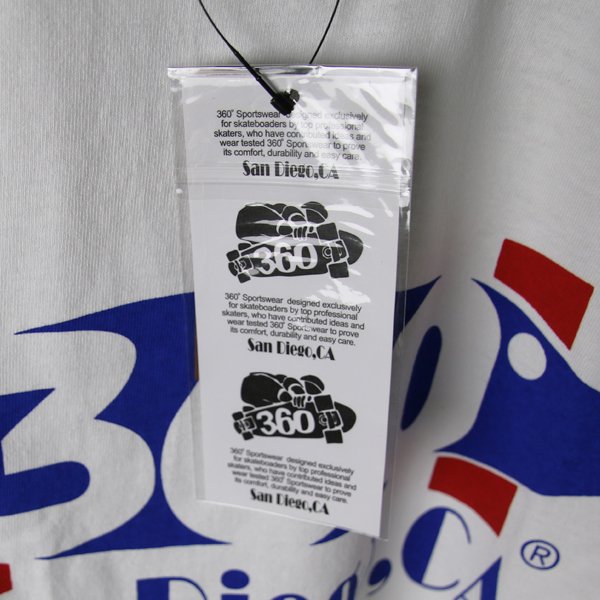 360° Sportswear designed exclusively
for skateboaders by top professional
skaters, who have contributed ideas and
wear tested 360° Sportswear to prove
its comfort, durability and easy care.
San Diego,CA
360
360° Sportswear designed exclusively
for skateboaders by top professional
skaters, who have contributed ideas and
wear tested 360° Sportswear to prove
its comfort, durability and easy care.
San Diego,CA
360
360° Sportswear designed exclusively
for skateboaders by top professional
skaters, who have contributed ideas and
wear tested 360° Sportswear to prove
its comfort, durability and easy care.
San Diego,CA
360
®
Diego, CA